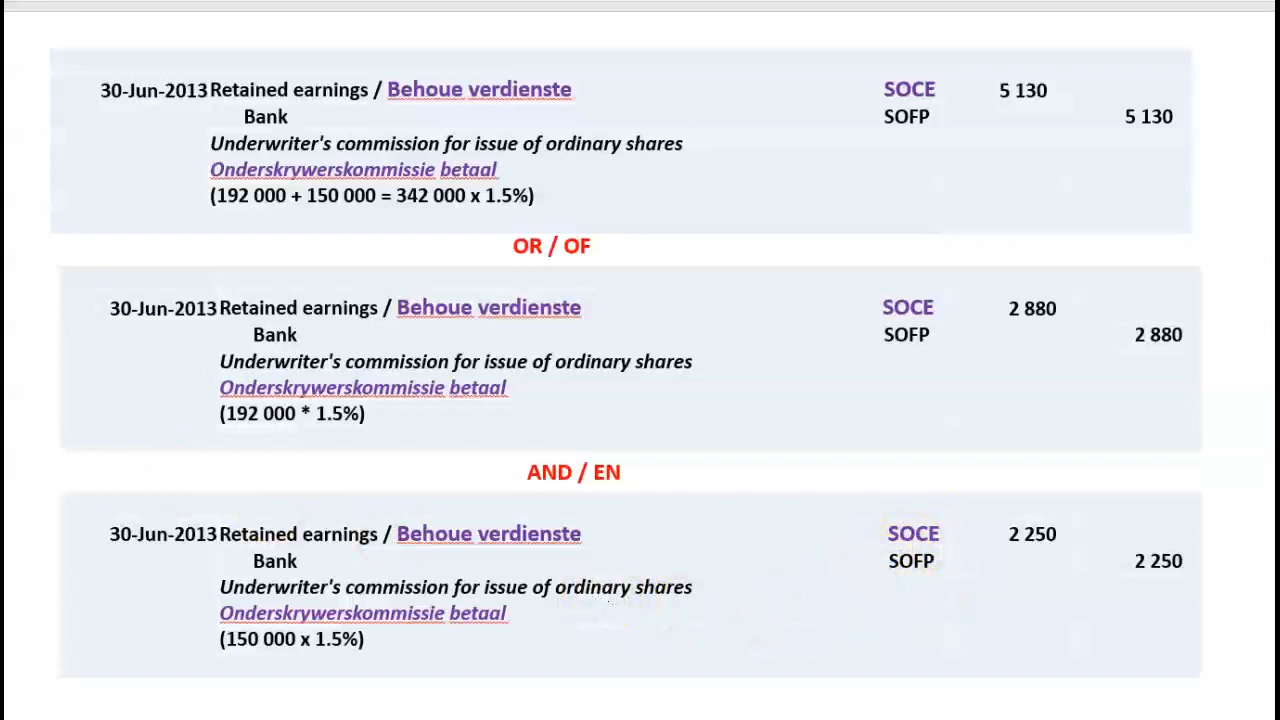 30-Jun-2013 Retained earnings / Behoue verdienste SOCE 5 130
Bank SOFP 5 130
Underwriter's commission for issue of ordinary shares
Onderskrywerskommissie betaal
(192 000 + 150 000 = 342 000 x 1.5%)
OR / OF
30-Jun-2013 Retained earnings / Behoue verdienste SOCE 2 880
Bank SOFP 2 880
Underwriter's commission for issue of ordinary shares
Onderskrywerskommissie betaal
(192 000 * 1.5%)
AND / EN
30-Jun-2013 Retained earnings / Behoue verdienste SOCE 2 250
Bank SOFP 2 250
Underwriter's commission for issue of ordinary shares
Onderskrywerskommissie betaal
(150 000 x 1.5%)